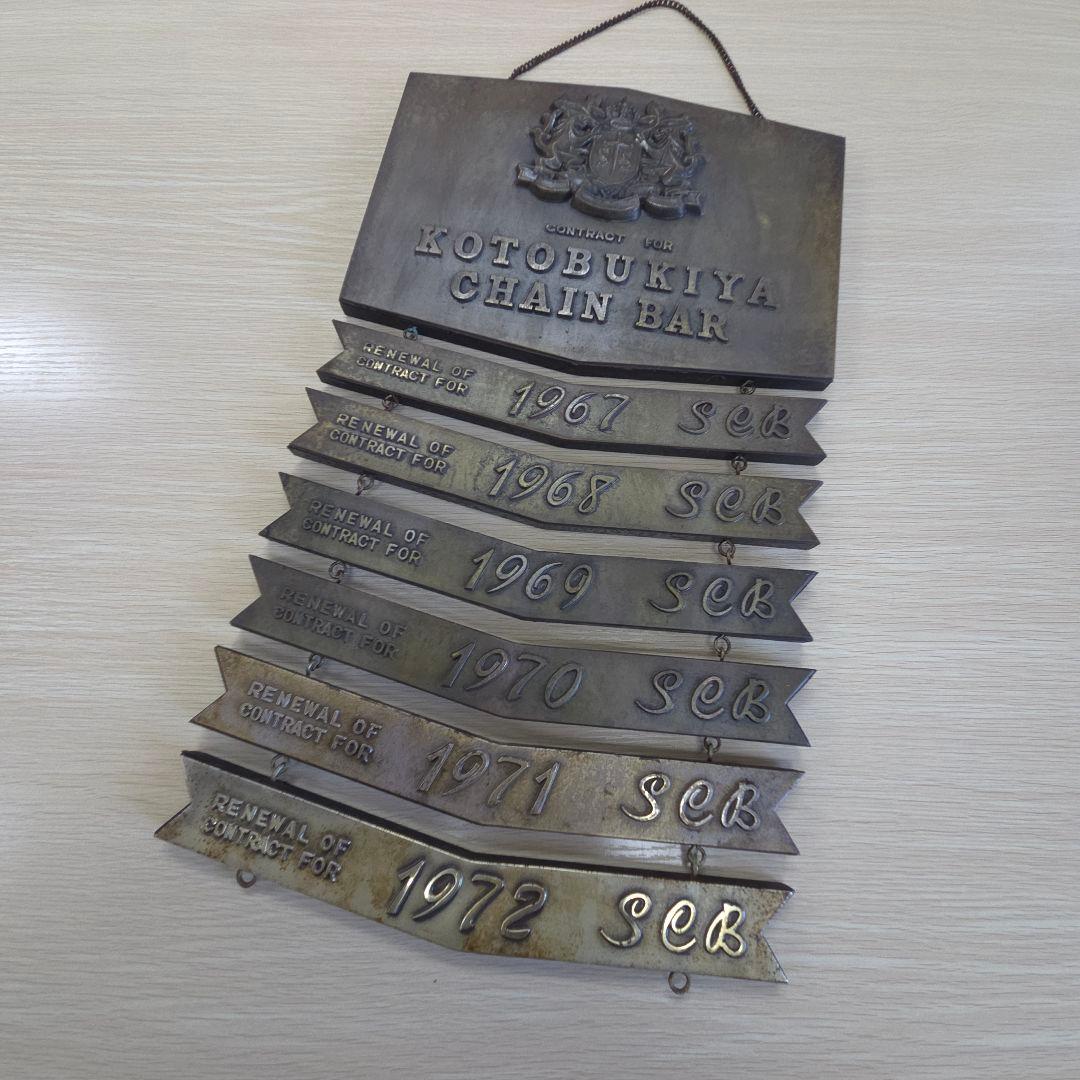 CONTRACT FOR
KOTOBUKIYA
CHAIN BAR
RENEWAL OF
CONTRACT FOR
1967 SCB
RENEWAL OF
CONTRACT FOR
1968 SCB
RENEWAL OF
CONTRACT FOR
1969 SCB
RENEWAL OF
CONTRACT FOR
1970 SCB
RENEWAL OF
CONTRACT FOR
1971 SCB
RENEWAL OF
CONTRACT FOR
1972 SCB